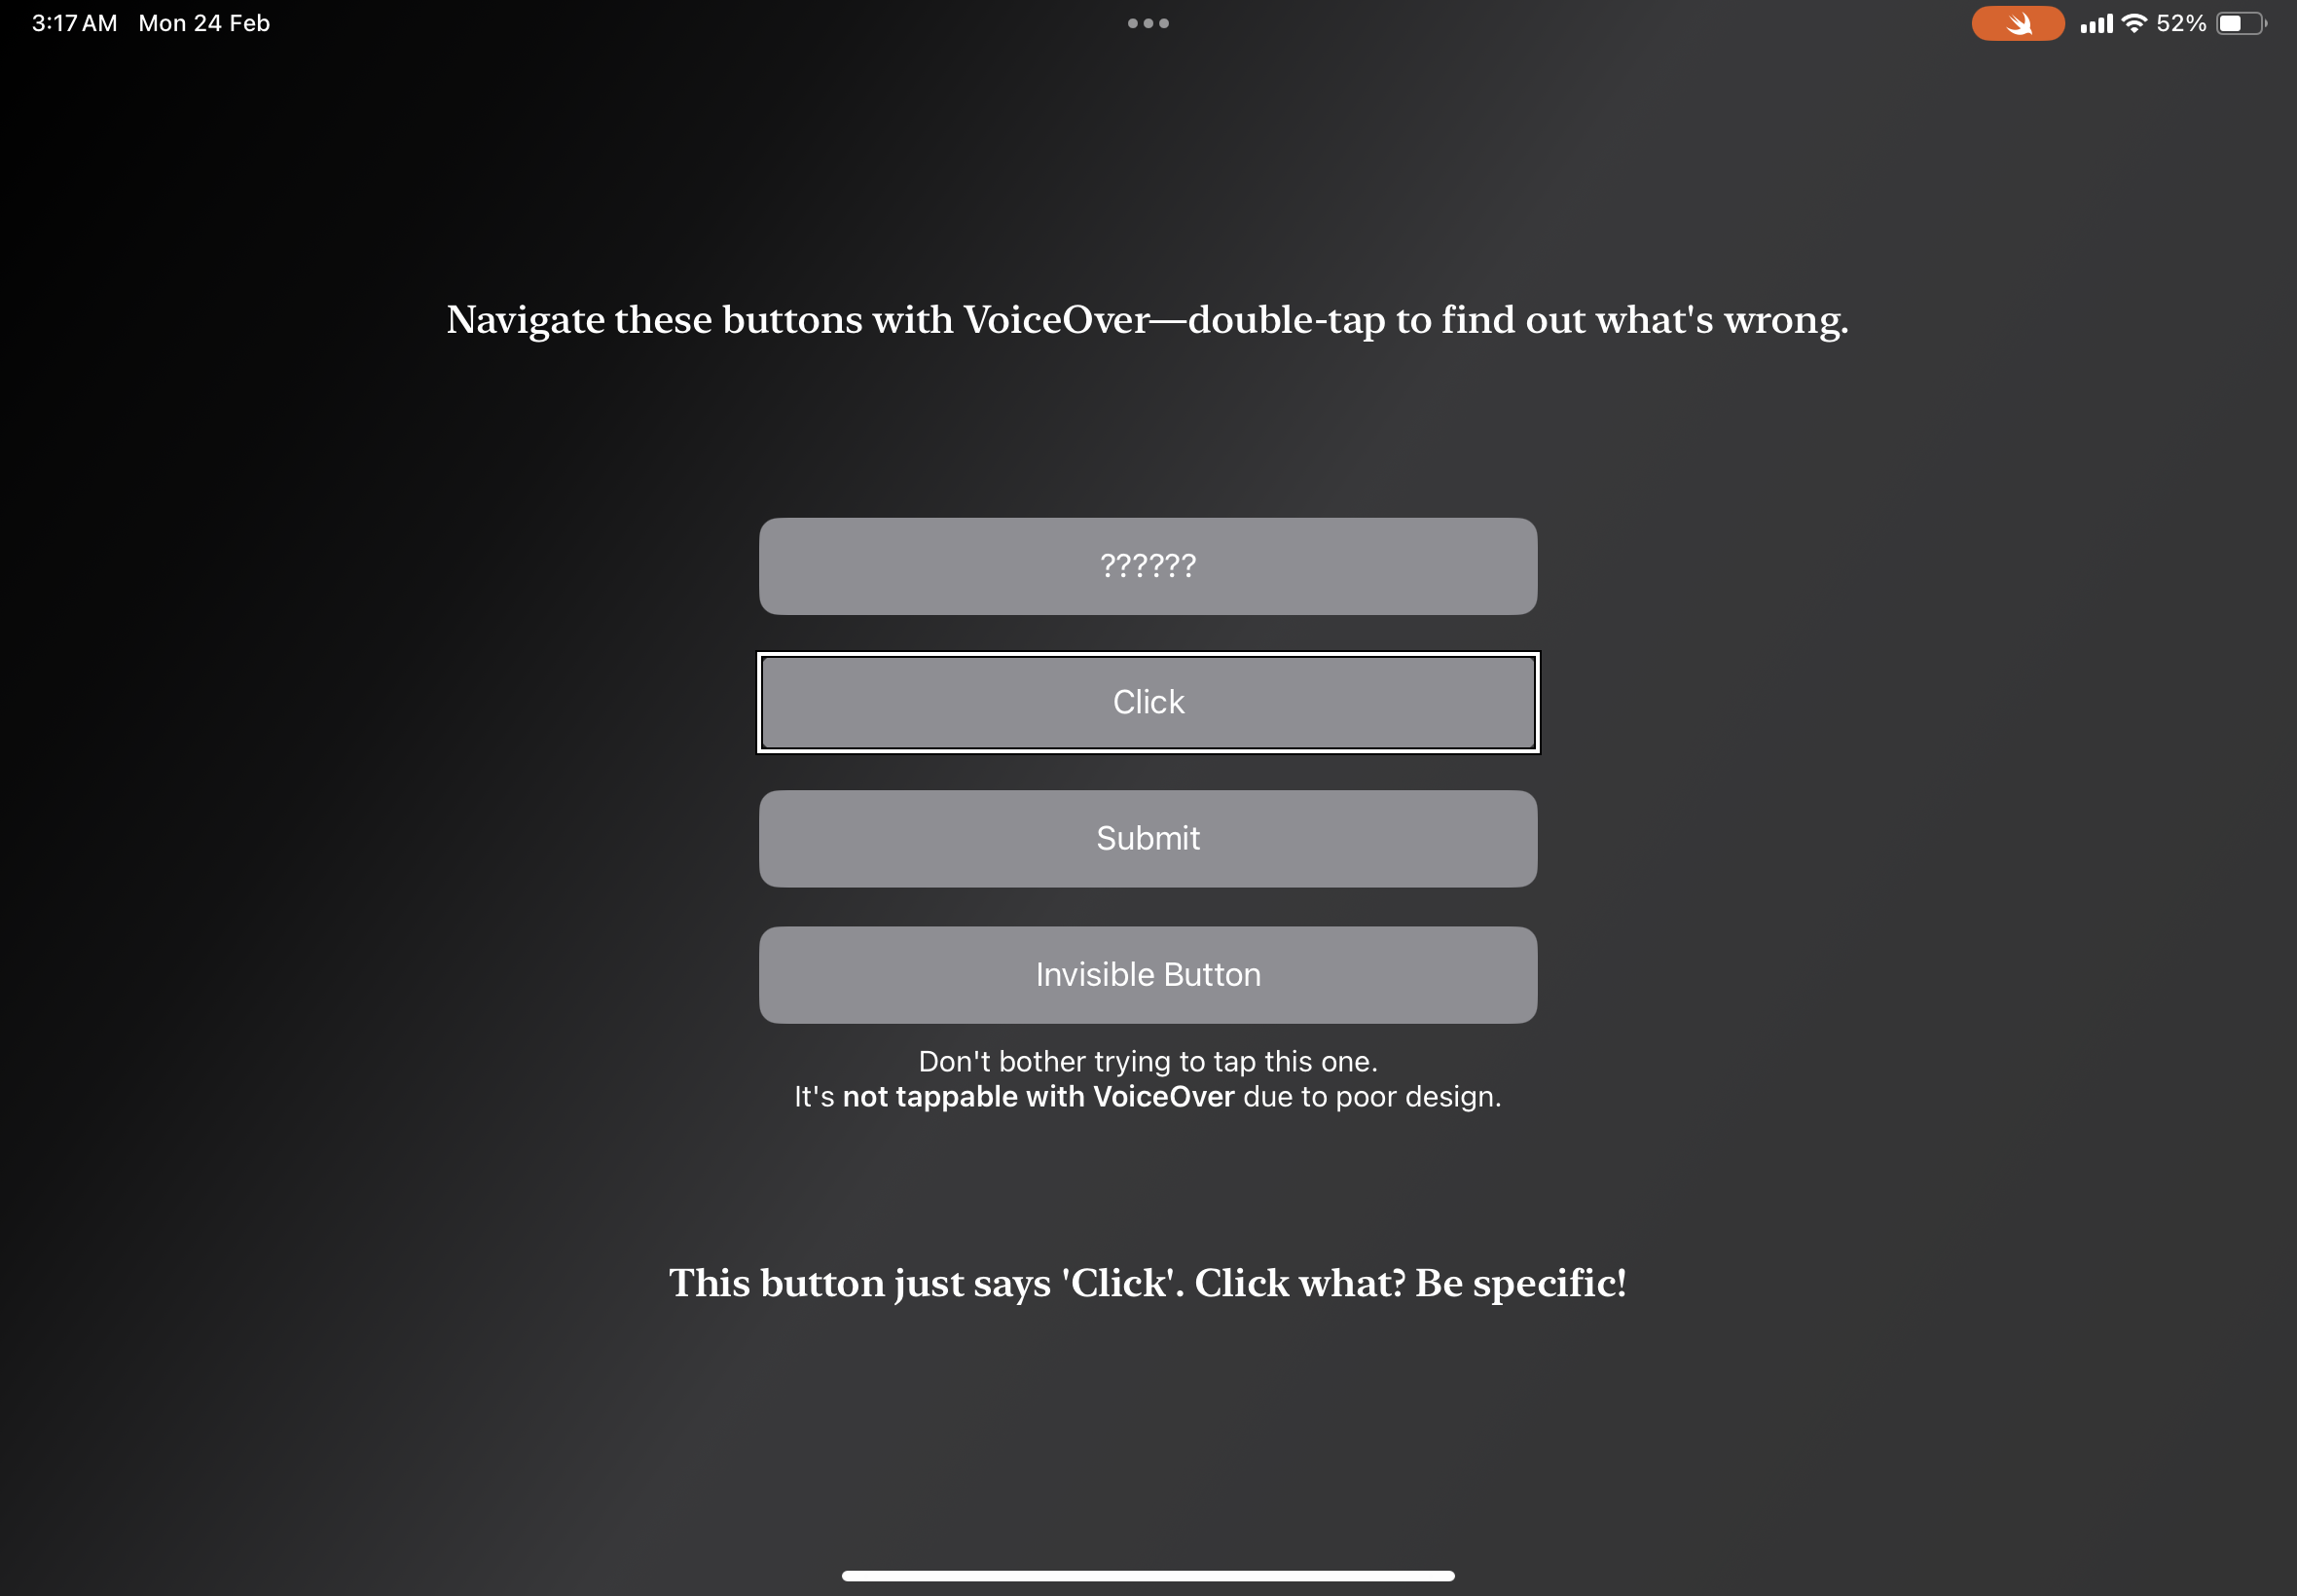 3:17 AM Mon 24 Feb
52%
Navigate these buttons with VoiceOver—double-tap to find out what's wrong.
??????
Click
Submit
Invisible Button
Don't bother trying to tap this one.
It's not tappable with VoiceOver due to poor design.
This button just says 'Click'. Click what? Be specific!